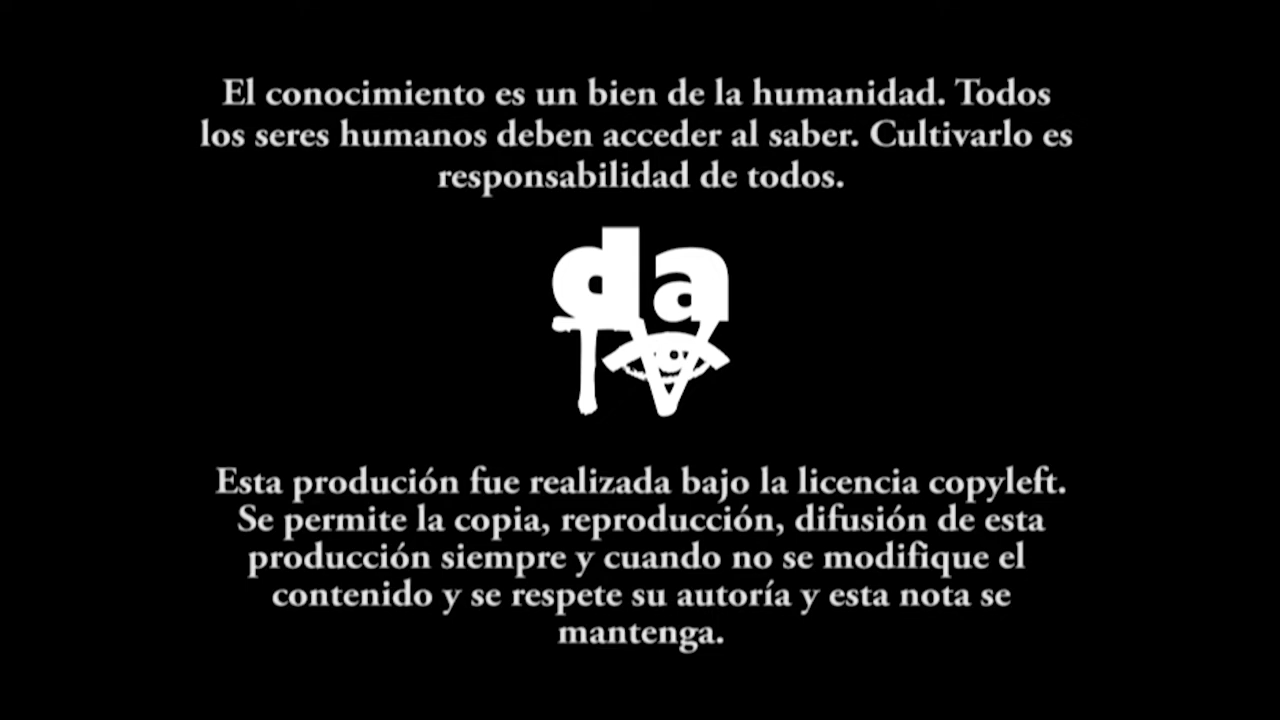 El conocimiento es un bien de la humanidad. Todos
los seres humanos deben acceder al saber. Cultivarlo es
responsabilidad de todos.
da
TV
Esta produción fue realizada bajo la licencia copyleft.
Se permite la copia, reproducción, difusión de esta
producción siempre y cuando no se modifique el
contenido y se respete su autoría y esta nota se
mantenga.